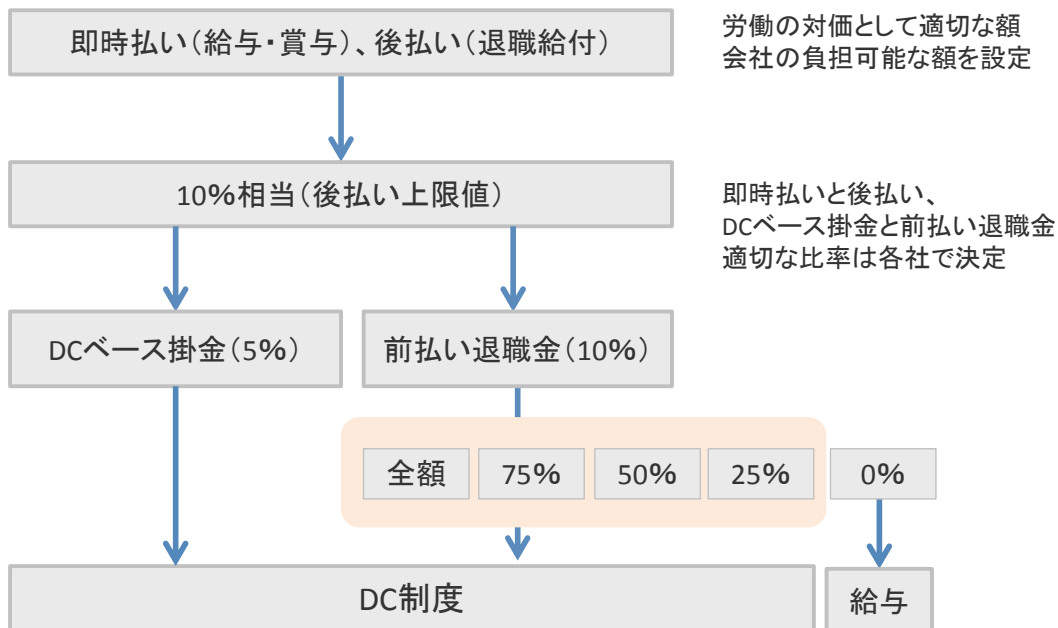 即時払い(給与・賞与)、後払い(退職給付)
労働の対価として適切な額
会社の負担可能な額を設定
10%相当(後払い上限値)
即時払いと後払い、
DCベース掛金と前払い退職金
適切な比率は各社で決定
DCベース掛金(5%)
前払い退職金(10%)
全額
75%
50%
25%
0%
DC制度
給与